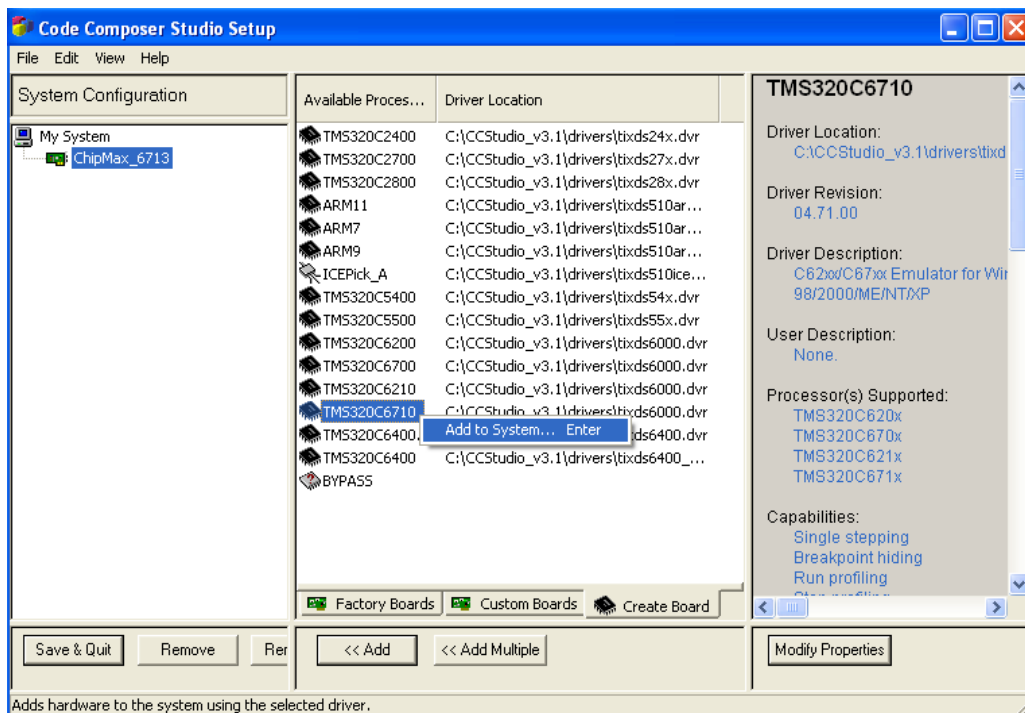 Code Composer Studio Setup
File Edit View Help
System Configuration
My System
ChipMax_6713
Available Proces... Driver Location
TMS320C2400 C:\CCStudio_v3.1\drivers\tixds24x.dvr
TMS320C2700 C:\CCStudio_v3.1\drivers\tixds27x.dvr
TMS320C2800 C:\CCStudio_v3.1\drivers\tixds28x.dvr
ARM11 C:\CCStudio_v3.1\drivers\tixds510ar...
ARM7 C:\CCStudio_v3.1\drivers\tixds510ar...
ARM9 C:\CCStudio_v3.1\drivers\tixds510ar...
ICEPick_A C:\CCStudio_v3.1\drivers\tixds510ice...
TMS320C5400 C:\CCStudio_v3.1\drivers\tixds54x.dvr
TMS320C5500 C:\CCStudio_v3.1\drivers\tixds55x.dvr
TMS320C6200 C:\CCStudio_v3.1\drivers\tixds6000.dvr
TMS320C6700 C:\CCStudio_v3.1\drivers\tixds6000.dvr
TMS320C6210 C:\CCStudio_v3.1\drivers\tixds6000.dvr
TMS320C6710 C:\CCStudio_v3.1\drivers\tixds6000.dvr
Add to System... Enter
TMS320C6400. ds6400.dvr
TMS320C6400 C:\CCStudio_v3.1\drivers\tixds6400_...
BYPASS
Factory Boards Custom Boards Create Board
TMS320C6710
Driver Location:
C:\CCStudio_v3.1\drivers\tixd
Driver Revision:
04.71.00
Driver Description:
C62xx/C67xx Emulator for Win
98/2000/ME/NT/XP
User Description:
None.
Processor(s) Supported:
TMS320C620x
TMS320C670x
TMS320C621x
TMS320C671x
Capabilities:
Single stepping
Breakpoint hiding
Run profiling
Save & Quit Remove Rer << Add << Add Multiple Modify Properties
Adds hardware to the system using the selected driver.